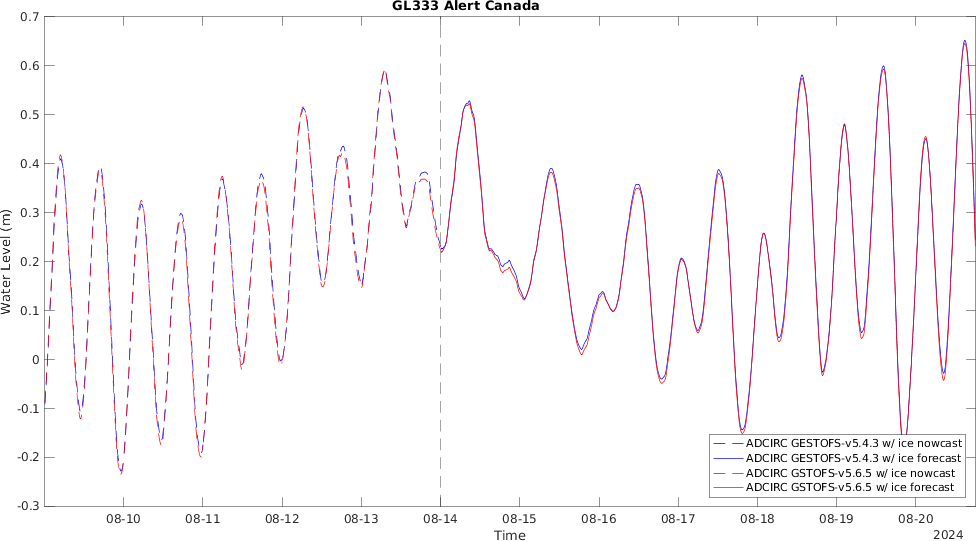 GL333 Alert Canada
0.7
0.6
0.5
0.4
0.3
0.2
0.1
0
-0.1
-0.2
-0.3
Water Level (m)
ADCIRC GESTOFS-v5.4.3 w/ ice nowcast
ADCIRC GESTOFS-v5.4.3 w/ ice forecast
ADCIRC GSTOFS-v5.6.5 w/ ice nowcast
ADCIRC GSTOFS-v5.6.5 w/ ice forecast
08-10 08-11 08-12 08-13 08-14 08-15 08-16 08-17 08-18 08-19 08-20
Time
2024